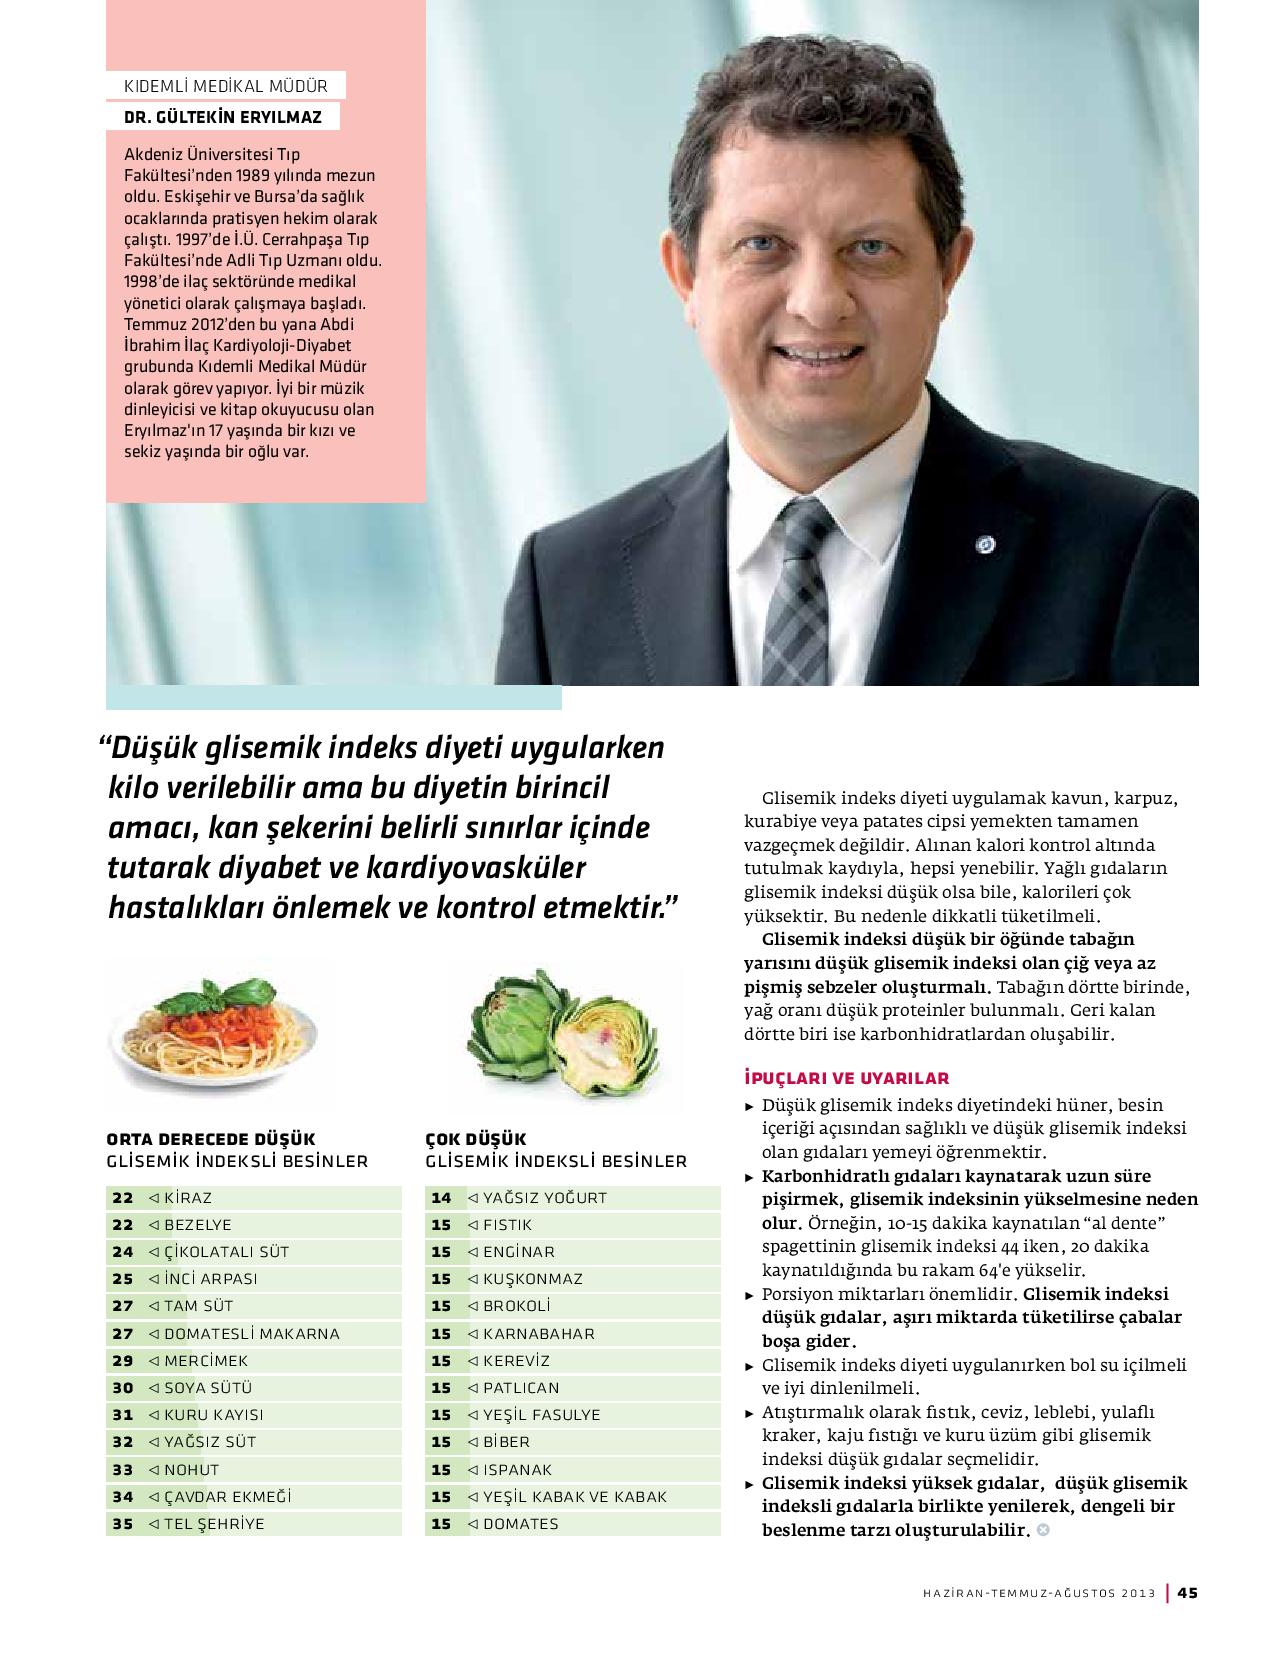 KIDEMLİ MEDİKAL MÜDÜR
DR. GÜLTEKİN ERYILMAZ
Akdeniz Üniversitesi Tıp
Fakültesi’nden 1989 yılında mezun
oldu. Eskişehir ve Bursa’da sağlık
ocaklarında pratisyen hekim olarak
çalıştı. 1997’de İ.Ü. Cerrahpaşa Tıp
Fakültesi’nde Adli Tıp Uzmanı oldu.
1998’de ilaç sektöründe medikal
yönetici olarak çalışmaya başladı.
Temmuz 2012’den bu yana Abdi
İbrahim İlaç Kardiyoloji-Diyabet
grubunda Kıdemli Medikal Müdür
olarak görev yapıyor. İyi bir müzik
dinleyicisi ve kitap okuyucusu olan
Eryılmaz'ın 17 yaşında bir kızı ve
sekiz yaşında bir oğlu var.
“Düşük glisemik indeks diyeti uygularken
kilo verilebilir ama bu diyetin birincil
amacı, kan şekerini belirli sınırlar içinde
tutarak diyabet ve kardiyovasküler
hastalıkları önlemek ve kontrol etmektir.”
ORTA DERECEDE DÜŞÜK
GLİSEMİK İNDEKSLİ BESİNLER
22 ◁ KİRAZ
22 ◁ BEZELYE
24 ◁ ÇİKOLATALI SÜT
25 ◁ İNCİ ARPASI
27 ◁ TAM SÜT
27 ◁ DOMATESLİ MAKARNA
29 ◁ MERCİMEK
30 ◁ SOYA SÜTÜ
31 ◁ KURU KAYISI
32 ◁ YAĞSIZ SÜT
33 ◁ NOHUT
34 ◁ ÇAVDAR EKMEĞİ
35 ◁ TEL ŞEHRİYE
ÇOK DÜŞÜK
GLİSEMİK İNDEKSLİ BESİNLER
14 ◁ YAĞSIZ YOĞURT
15 ◁ FISTIK
15 ◁ ENGİNAR
15 ◁ KUŞKONMAZ
15 ◁ BROKOLİ
15 ◁ KARNABAHAR
15 ◁ KEREVİZ
15 ◁ PATLICAN
15 ◁ YEŞİL FASULYE
15 ◁ BİBER
15 ◁ ISPANAK
15 ◁ YEŞİL KABAK VE KABAK
15 ◁ DOMATES
Glisemik indeks diyeti uygulamak kavun, karpuz,
kurabiye veya patates cipsi yemekten tamamen
vazgeçmek değildir. Alınan kalori kontrol altında
tutulmak kaydıyla, hepsi yenebilir. Yağlı gıdaların
glisemik indeksi düşük olsa bile, kalorileri çok
yüksektir. Bu nedenle dikkatli tüketilmeli.
Glisemik indeksi düşük bir öğünde tabağın
yarısını düşük glisemik indeksi olan çiğ veya az
pişmiş sebzeler oluşturmalı. Tabağın dörtte birinde,
yağ oranı düşük proteinler bulunmalı. Geri kalan
dörtte biri ise karbonhidratlardan oluşabilir.
İPUÇLARI VE UYARILAR
▶ Düşük glisemik indeks diyetindeki hüner, besin
içeriği açısından sağlıklı ve düşük glisemik indeksi
olan gıdaları yemeyi öğrenmektir.
▶ Karbonhidratlı gıdaları kaynatarak uzun süre
pişirmek, glisemik indeksinin yükselmesine neden
olur. Örneğin, 10-15 dakika kaynatılan “al dente”
spagettinin glisemik indeksi 44 iken, 20 dakika
kaynatıldığında bu rakam 64'e yükselir.
▶ Porsiyon miktarları önemlidir. Glisemik indeksi
düşük gıdalar, aşırı miktarda tüketilirse çabalar
boşa gider.
▶ Glisemik indeks diyeti uygulanırken bol su içilmeli
ve iyi dinlenilmeli.
▶ Atıştırmalık olarak fıstık, ceviz, leblebi, yulaflı
kraker, kaju fıstığı ve kuru üzüm gibi glisemik
indeksi düşük gıdalar seçmelidir.
▶ Glisemik indeksi yüksek gıdalar, düşük glisemik
indeksli gıdalarla birlikte yenilerek, dengeli bir
beslenme tarzı oluşturulabilir.
HAZİRAN-TEMMUZ-AĞUSTOS 2013 | 45